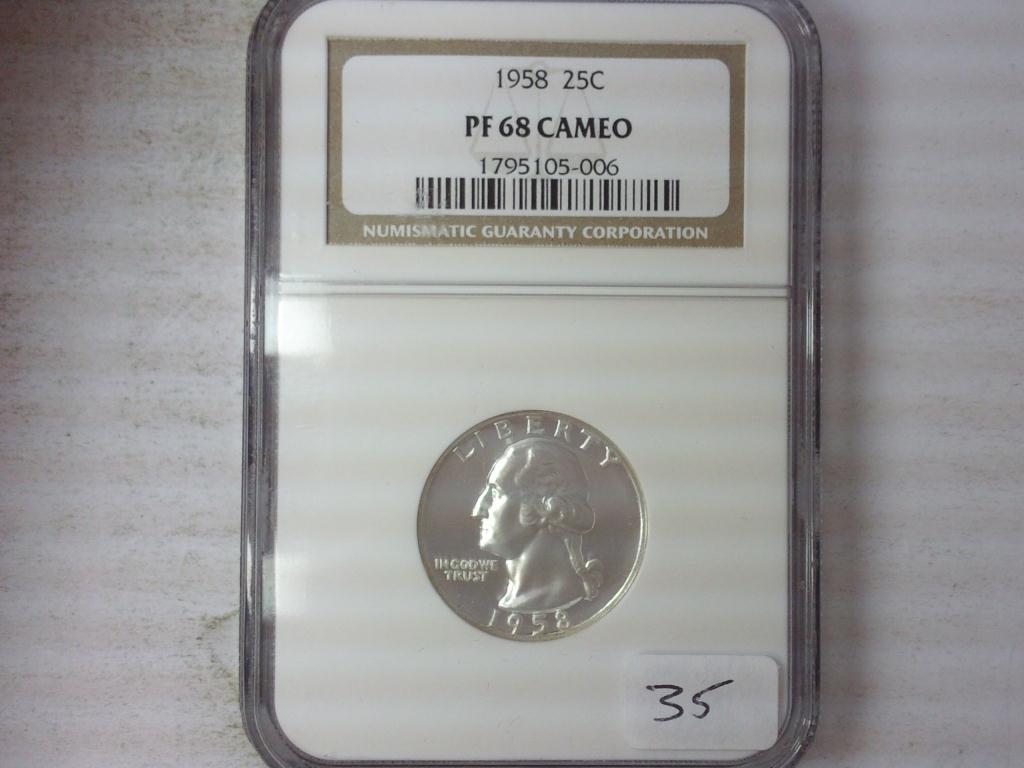 1958 25C
PF 68 CAMEO
1795105-006
NUMISMATIC GUARANTY CORPORATION
LIBERTY
IN GOD WE
TRUST
1958
35